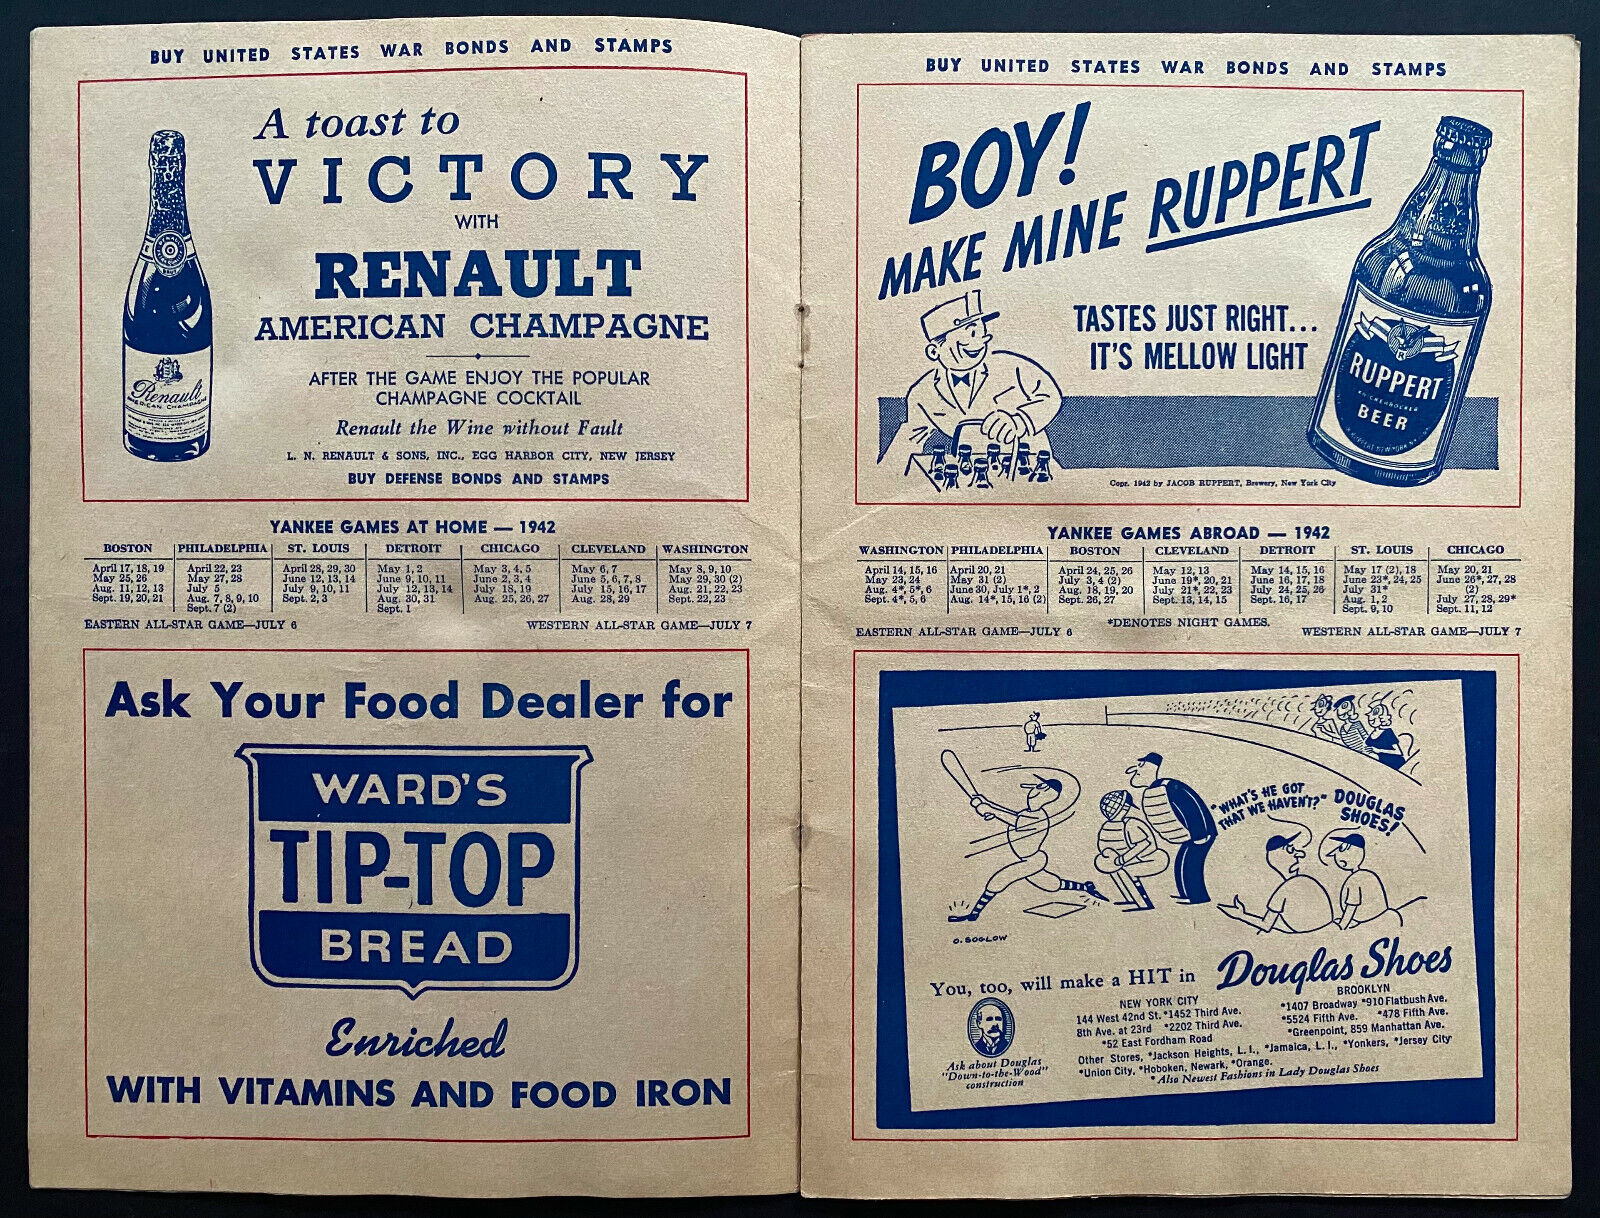 BUY UNITED STATES WAR BONDS AND STAMPS
A toast to
VICTORY
WITH
RENAULT
AMERICAN CHAMPAGNE
AFTER THE GAME ENJOY THE POPULAR
CHAMPAGNE COCKTAIL
Renault the Wine without Fault
L. N. RENAULT & SONS, INC., EGG HARBOR CITY, NEW JERSEY
BUY DEFENSE BONDS AND STAMPS
Renault
AMERICAN CHAMPAGNE
YANKEE GAMES AT HOME — 1942
BOSTON PHILADELPHIA ST. LOUIS DETROIT CHICAGO CLEVELAND WASHINGTON
April 17, 18, 19 April 22, 23 April 28, 29, 30 May 1, 2 May 3, 4, 5 May 6, 7 May 8, 9, 10
May 25, 26 May 27, 28 June 12, 13, 14 June 9, 10, 11 June 2, 3, 4 June 5, 6, 7, 8 May 29, 30 (2)
Aug. 11, 12, 13 July 5 July 9, 10, 11 July 12, 13, 14 July 18, 19 July 15, 16, 17 Aug. 21, 22, 23
Sept. 19, 20, 21 Aug. 7, 8, 9, 10 Sept. 2, 3 Aug. 30, 31 Aug. 25, 26, 27 Aug. 28, 29 Sept. 22, 23
Sept. 7 (2) Sept. 1
EASTERN ALL-STAR GAME—JULY 6 WESTERN ALL-STAR GAME—JULY 7
Ask Your Food Dealer for
WARD'S
TIP-TOP
BREAD
Enriched
WITH VITAMINS AND FOOD IRON
BUY UNITED STATES WAR BONDS AND STAMPS
BOY!
MAKE MINE RUPPERT
TASTES JUST RIGHT...
IT'S MELLOW LIGHT
R
RUPPERT
KNICKERBOCKER
BEER
Copr. 1942 by JACOB RUPPERT, Brewery, New York City
YANKEE GAMES ABROAD — 1942
WASHINGTON PHILADELPHIA BOSTON CLEVELAND DETROIT ST. LOUIS CHICAGO
April 14, 15, 16 April 20, 21 April 24, 25, 26 May 12, 13 May 14, 15, 16 May 17 (2), 18 May 20, 21
May 23, 24 May 31 (2) July 3, 4 (2) June 19*, 20, 21 June 16, 17, 18 June 23*, 24, 25 June 26*, 27, 28
Aug. 4*, 5*, 6 June 30, July 1*, 2 Aug. 18, 19, 20 July 21*, 22, 23 July 24, 25, 26 July 31* (2)
Sept. 4*, 5, 6 Aug. 14*, 15, 16 (2) Sept. 26, 27 Sept. 13, 14, 15 Sept. 16, 17 Aug. 1, 2 July 27, 28, 29*
Sept. 9, 10 Sept. 11, 12
EASTERN ALL-STAR GAME—JULY 6 *DENOTES NIGHT GAMES. WESTERN ALL-STAR GAME—JULY 7
"WHAT'S HE GOT
THAT WE HAVEN'T?"
DOUGLAS
SHOES!
O. SOGLOW
You, too, will make a HIT in Douglas Shoes
NEW YORK CITY
144 West 42nd St. *1452 Third Ave.
8th Ave. at 23rd *2202 Third Ave.
*52 East Fordham Road
BROOKLYN
*1407 Broadway *910 Flatbush Ave.
*5524 Fifth Ave. *478 Fifth Ave.
*Greenpoint, 859 Manhattan Ave.
Other Stores, *Jackson Heights, L. I., *Jamaica, L. I., *Yonkers, *Jersey City
*Union City, *Hoboken, Newark, *Orange.
*Also Newest Fashions in Lady Douglas Shoes
Ask about Douglas
"Down-to-the-Wood"
construction